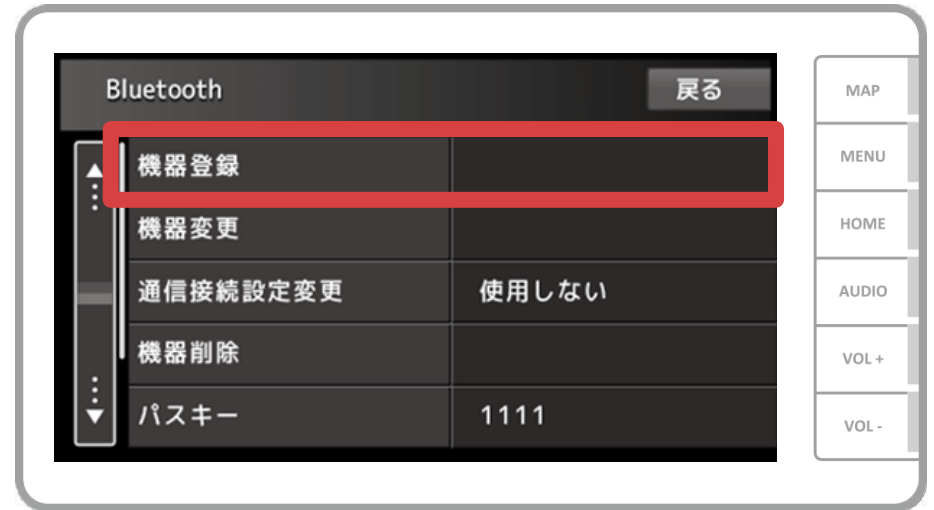 Bluetooth 戻る
機器登録
機器変更
通信接続設定変更 使用しない
機器削除
パスキー 1111
MAP
MENU
HOME
AUDIO
VOL +
VOL -